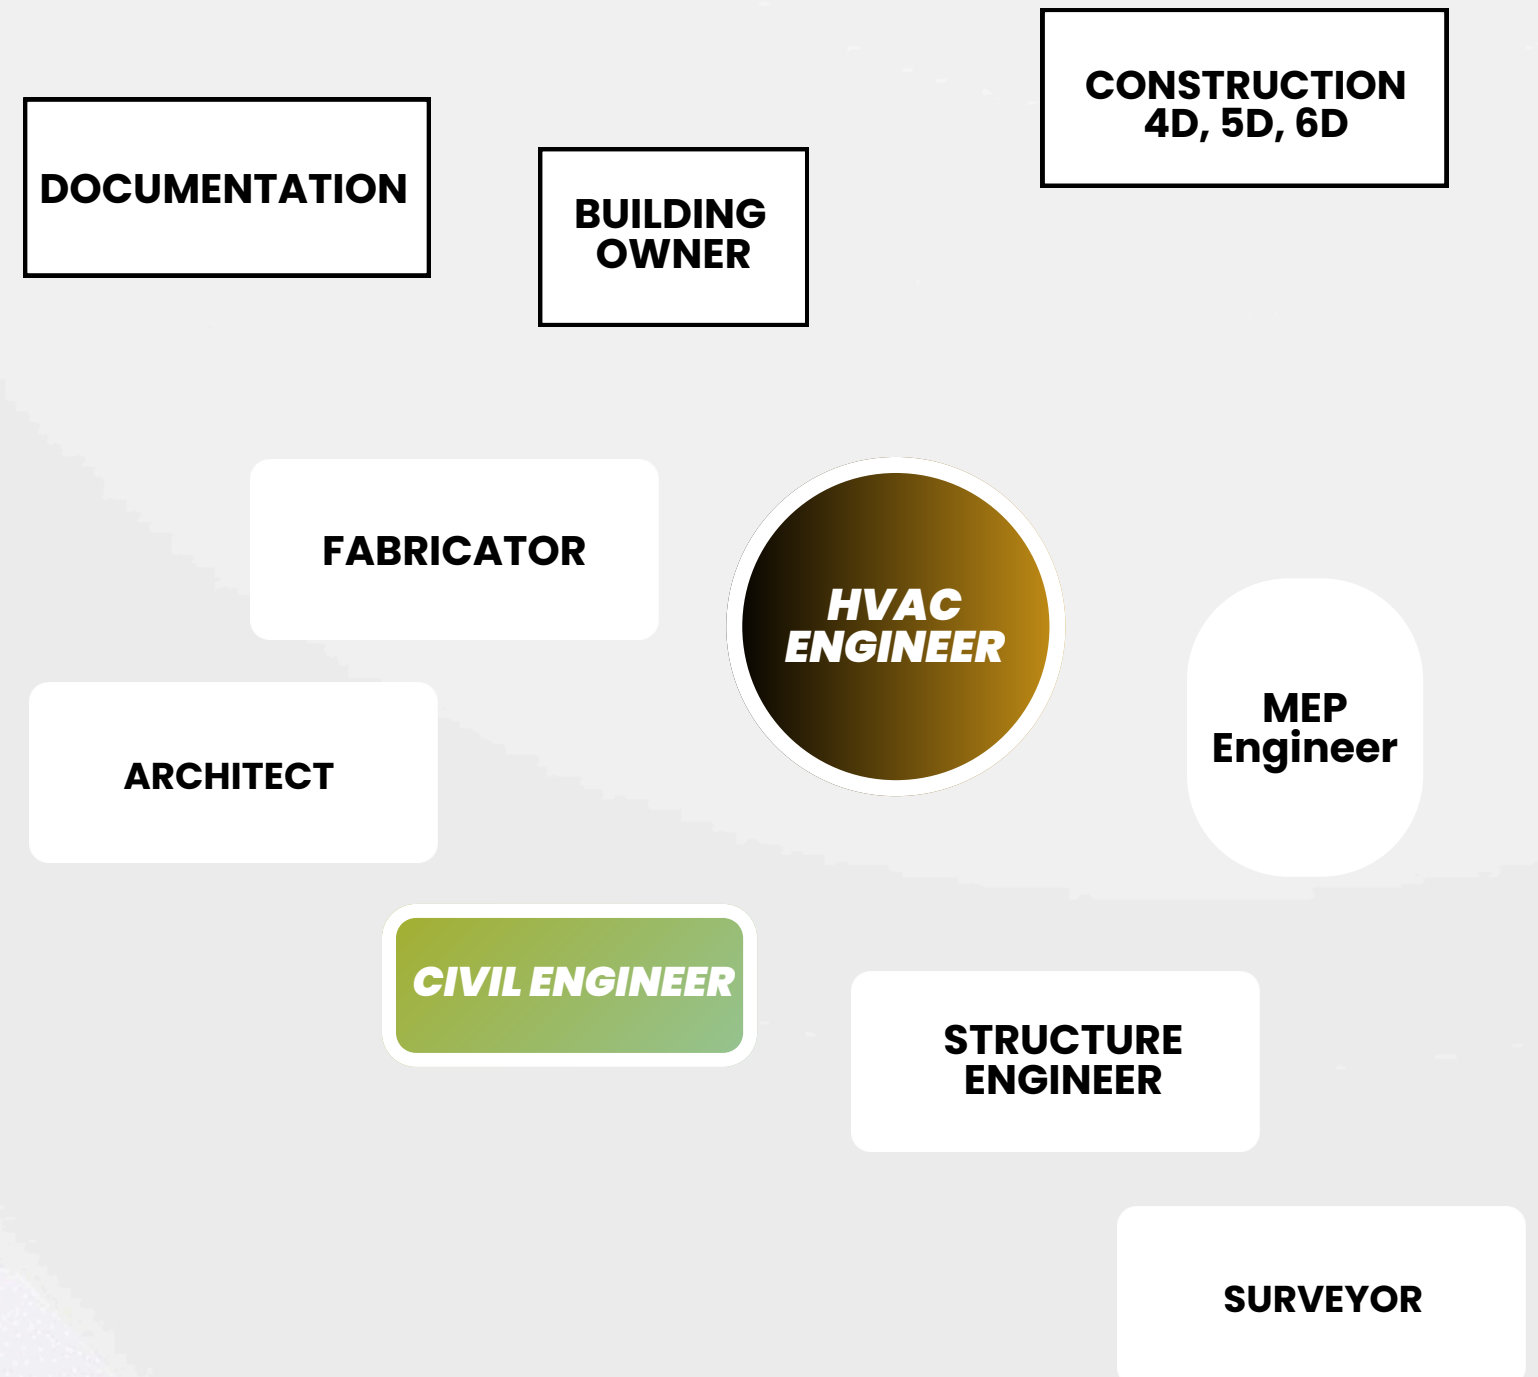 CONSTRUCTION
4D, 5D, 6D
DOCUMENTATION
BUILDING
OWNER
FABRICATOR
HVAC
ENGINEER
MEP
Engineer
ARCHITECT
CIVIL ENGINEER
STRUCTURE
ENGINEER
SURVEYOR